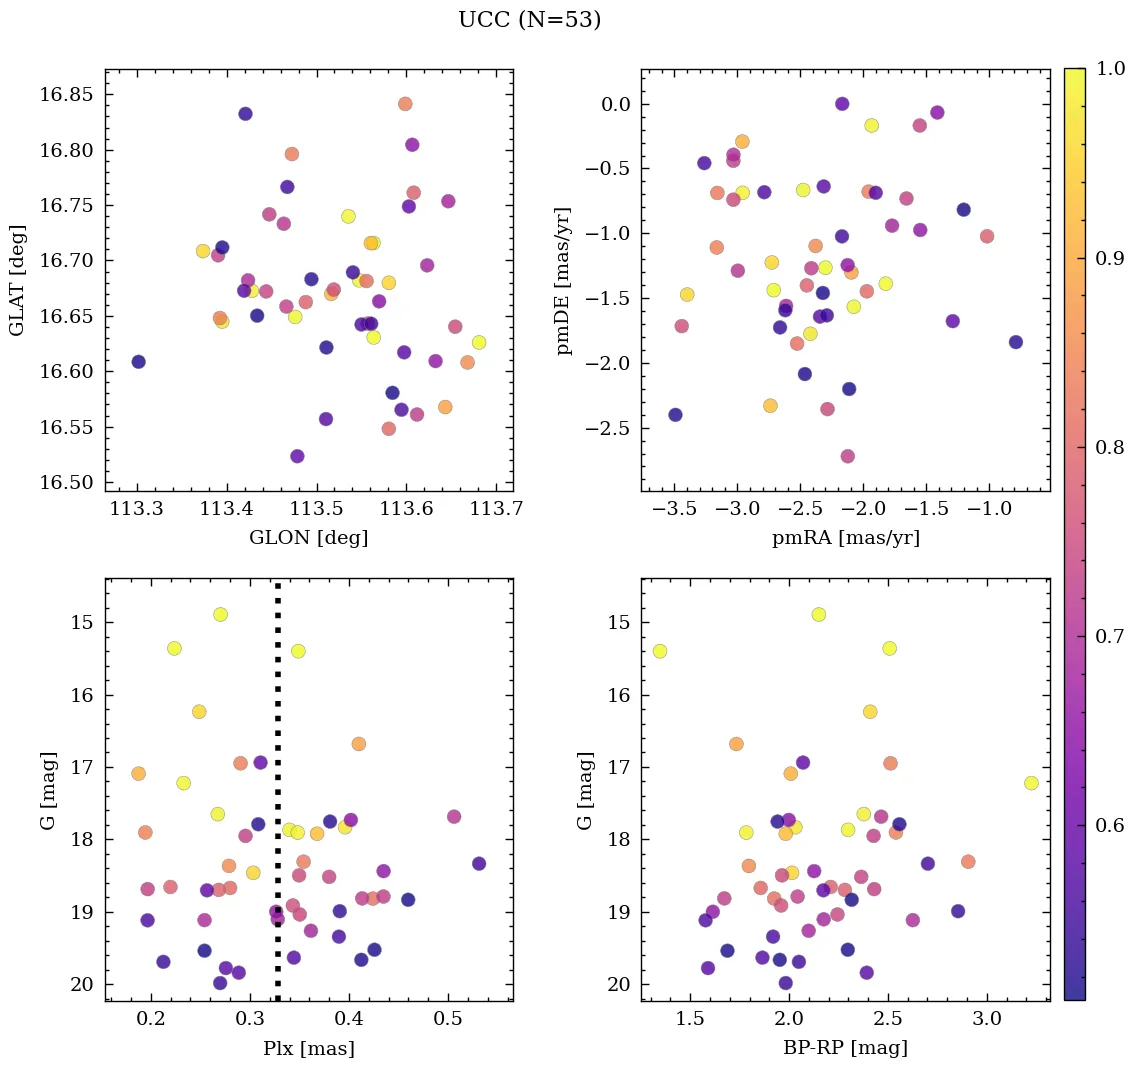 UCC (N=53)
16.85
16.80
16.75
16.70
16.65
16.60
16.55
16.50
GLAT [deg]
113.3 113.4 113.5 113.6 113.7
GLON [deg]
0.0
−0.5
−1.0
−1.5
−2.0
−2.5
pmDE [mas/yr]
−3.5 −3.0 −2.5 −2.0 −1.5 −1.0
pmRA [mas/yr]
15
16
17
18
19
20
G [mag]
0.2 0.3 0.4 0.5
Plx [mas]
15
16
17
18
19
20
G [mag]
1.5 2.0 2.5 3.0
BP-RP [mag]
1.0
0.9
0.8
0.7
0.6